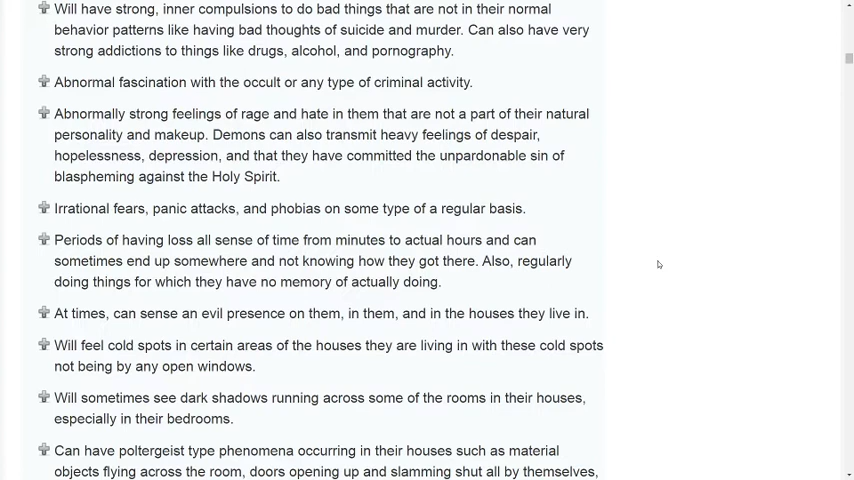 Will have strong, inner compulsions to do bad things that are not in their normal
behavior patterns like having bad thoughts of suicide and murder. Can also have very
strong addictions to things like drugs, alcohol, and pornography.
Abnormal fascination with the occult or any type of criminal activity.
Abnormally strong feelings of rage and hate in them that are not a part of their natural
personality and makeup. Demons can also transmit heavy feelings of despair,
hopelessness, depression, and that they have committed the unpardonable sin of
blaspheming against the Holy Spirit.
Irrational fears, panic attacks, and phobias on some type of a regular basis.
Periods of having loss all sense of time from minutes to actual hours and can
sometimes end up somewhere and not knowing how they got there. Also, regularly
doing things for which they have no memory of actually doing.
At times, can sense an evil presence on them, in them, and in the houses they live in.
Will feel cold spots in certain areas of the houses they are living in with these cold spots
not being by any open windows.
Will sometimes see dark shadows running across some of the rooms in their houses,
especially in their bedrooms.
Can have poltergeist type phenomena occurring in their houses such as material
objects flying across the room, doors opening up and slamming shut all by themselves,